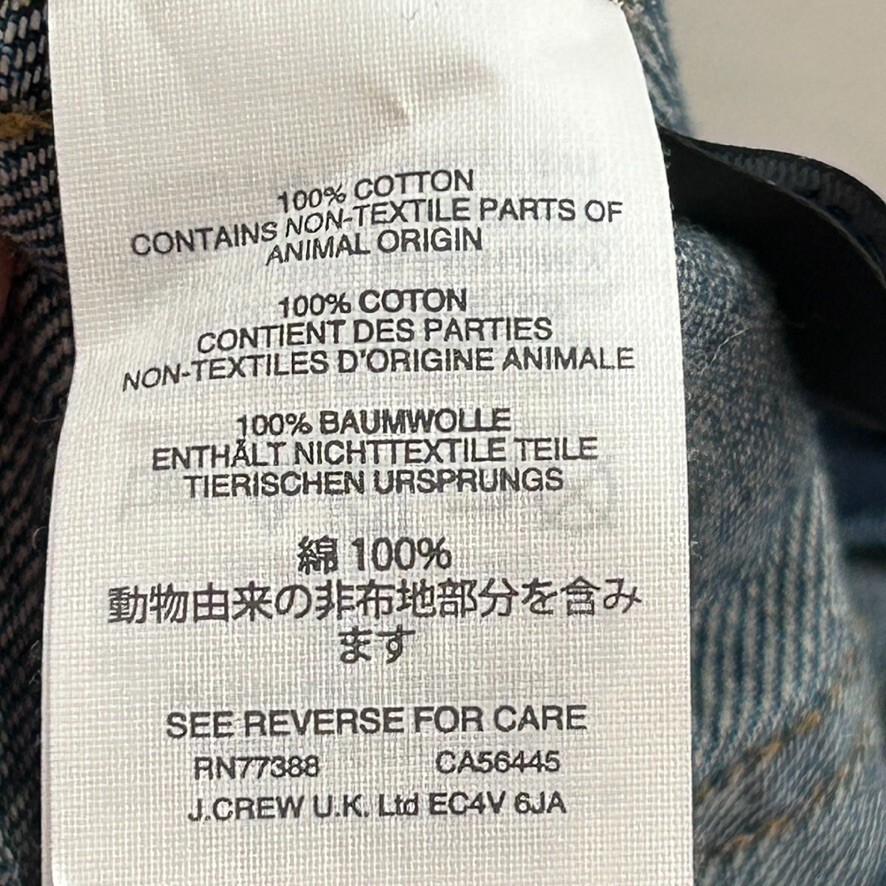 100% COTTON
CONTAINS NON-TEXTILE PARTS OF
ANIMAL ORIGIN
100% COTON
CONTIENT DES PARTIES
NON-TEXTILES D'ORIGINE ANIMALE
100% BAUMWOLLE
ENTHÄLT NICHTTEXTILE TEILE
TIERISCHEN URSPRUNGS
綿 100%
動物由来の非布地部分を含み
ます
SEE REVERSE FOR CARE
RN77388 CA56445
J.CREW U.K. Ltd EC4V 6JA